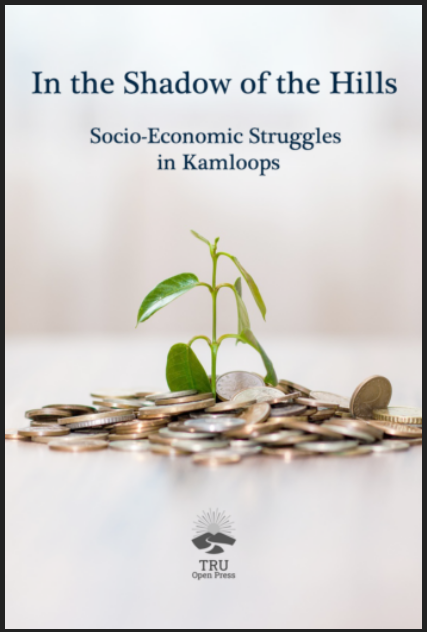 In the Shadow of the Hills
Socio-Economic Struggles
in Kamloops
TRU
Open Press